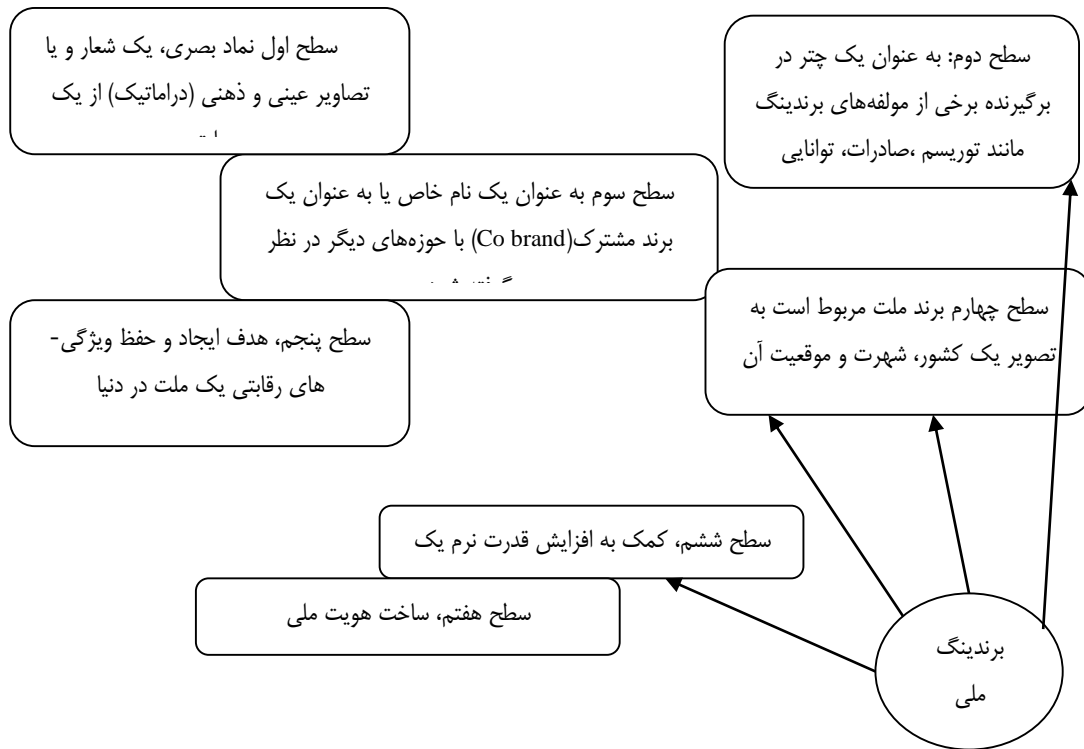 سطح اول نماد بصری، یک شعار و یا
تصاویر عینی و ذهنی (دراماتیک) از یک
سطح دوم: به عنوان یک چتر در
برگیرنده برخی از مولفه‌های برندینگ
مانند توریسم ،صادرات، توانایی
سطح سوم به عنوان یک نام خاص یا به عنوان یک
برند مشترک(Co brand) با حوزه‌های دیگر در نظر
سطح چهارم برند ملت مربوط است به
تصویر یک کشور، شهرت و موقعیت آن
سطح پنجم، هدف ایجاد و حفظ ویژگی-
های رقابتی یک ملت در دنیا
سطح ششم، کمک به افزایش قدرت نرم یک
سطح هفتم، ساخت هویت ملی
برندینگ
ملی